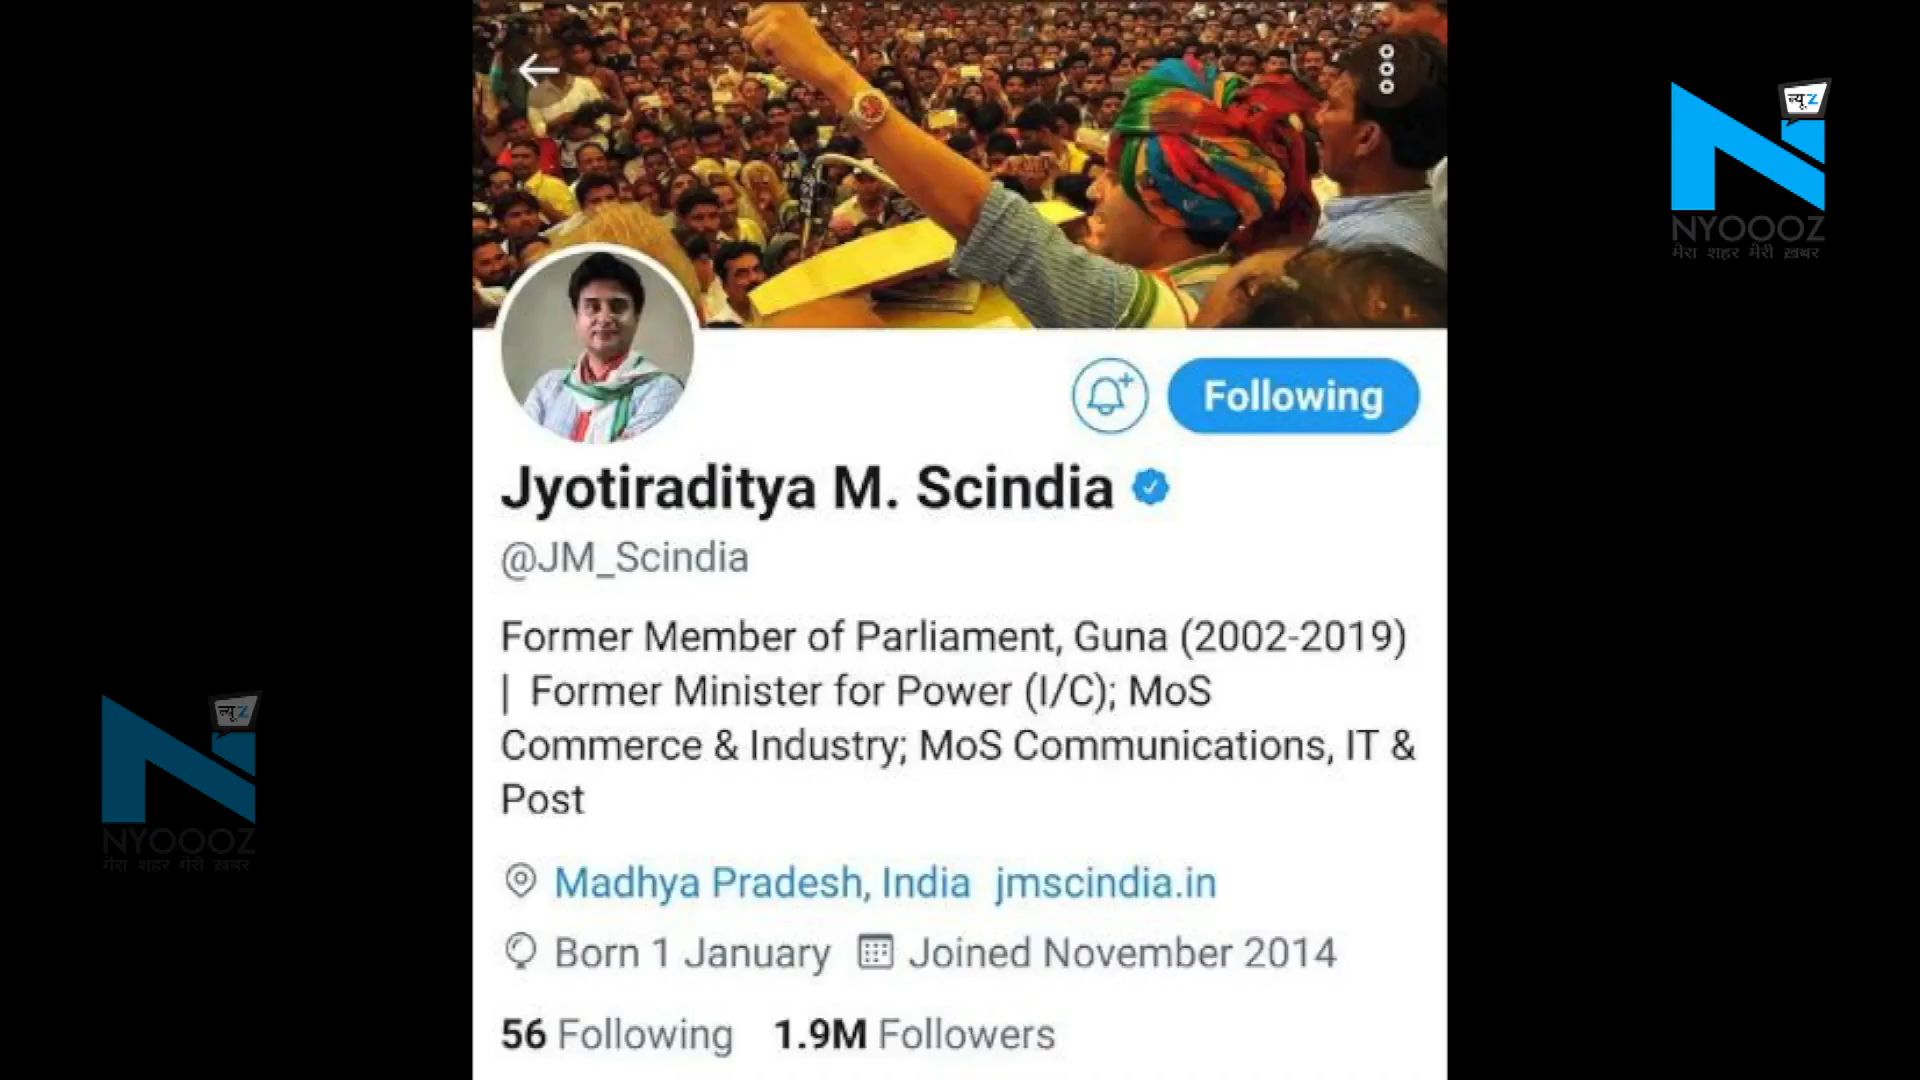 न्यूz
NYOOOZ
मेरा शहर मेरी ख़बर
Following
Jyotiraditya M. Scindia
@JM_Scindia
Former Member of Parliament, Guna (2002-2019)
| Former Minister for Power (I/C); MoS
Commerce & Industry; MoS Communications, IT &
Post
Madhya Pradesh, India jmscindia.in
Born 1 January Joined November 2014
56 Following 1.9M Followers
न्यूz
NYOOOZ
मेरा शहर मेरी ख़बर